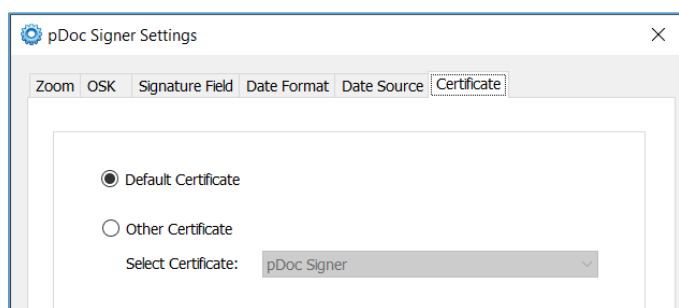 pDoc Signer Settings
Zoom OSK Signature Field Date Format Date Source Certificate
Default Certificate
Other Certificate
Select Certificate: pDoc Signer